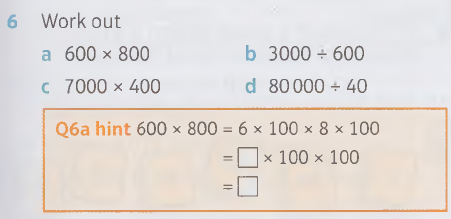 6 Work out
a 600 × 800 b 3000 ÷ 600
c 7000 × 400 d 80 000 ÷ 40
Q6a hint 600 × 800 = 6 × 100 × 8 × 100
= □ × 100 × 100
= □